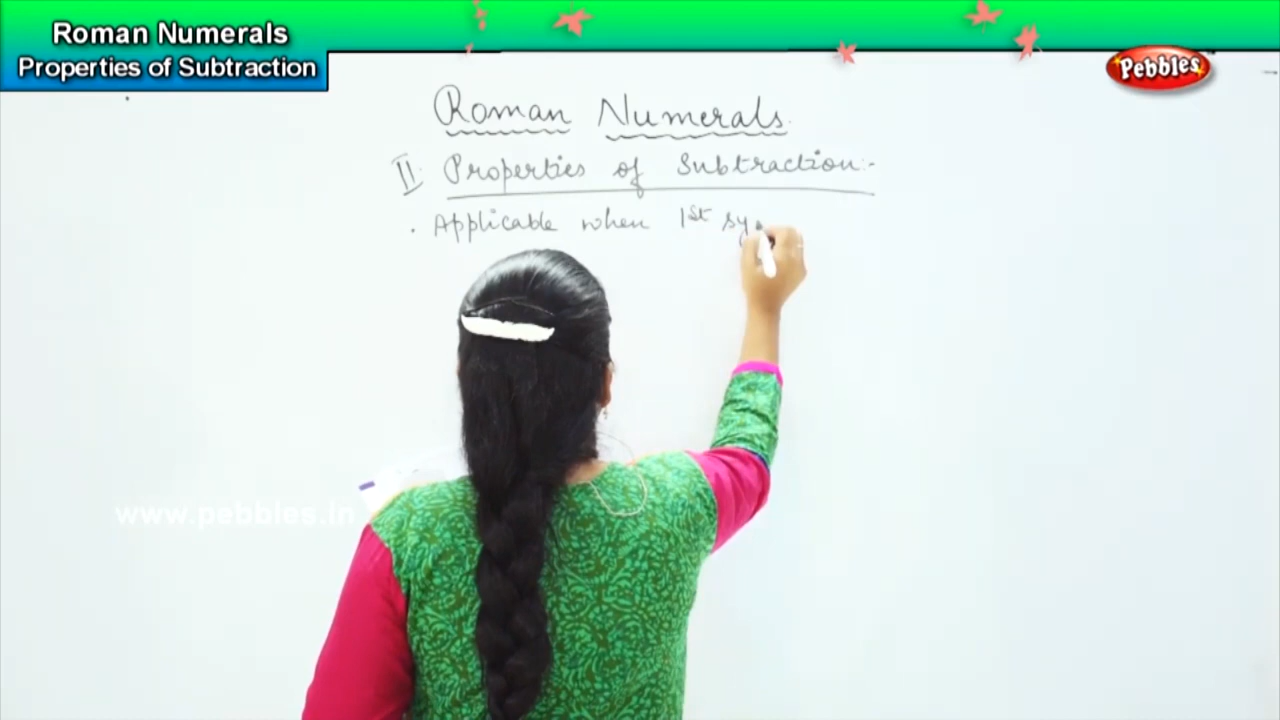 Roman Numerals
Properties of Subtraction
Pebbles
Roman Numerals.
II. Properties of Subtraction:-
. Applicable when 1st sy
www.pebbles.in